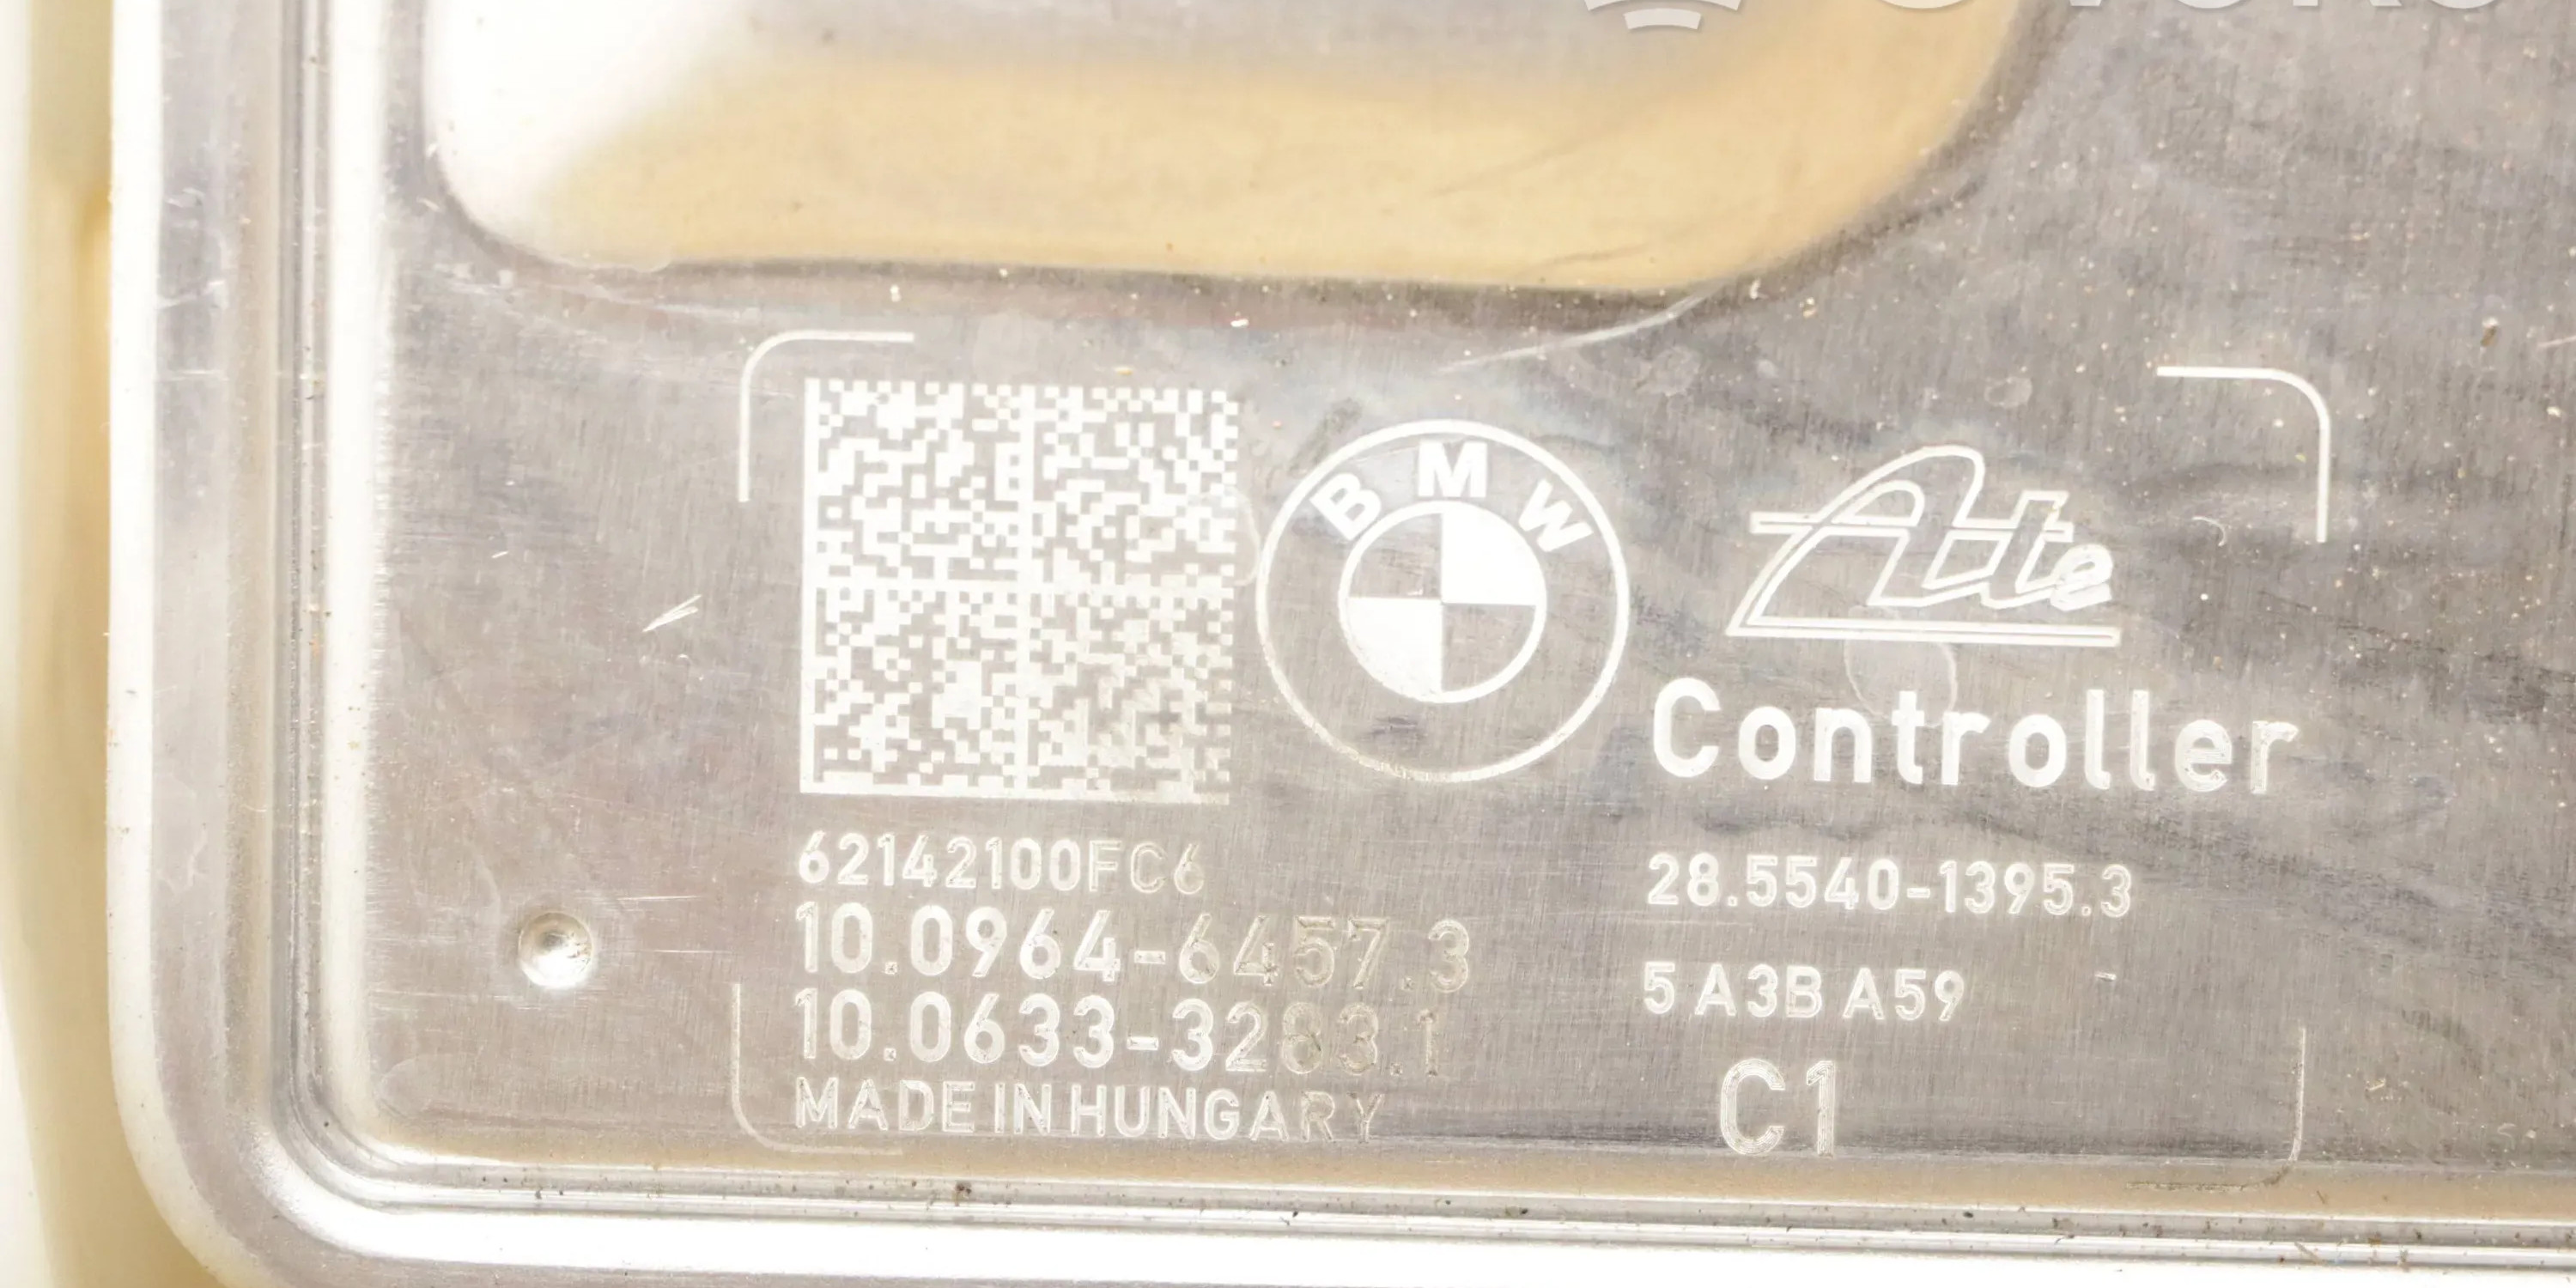 BMW
Ate
Controller
62142100FC6
10.0964-6457.3
10.0633-3283.1
MADE IN HUNGARY
28.5540-1395.3
5 A3B A59
C1